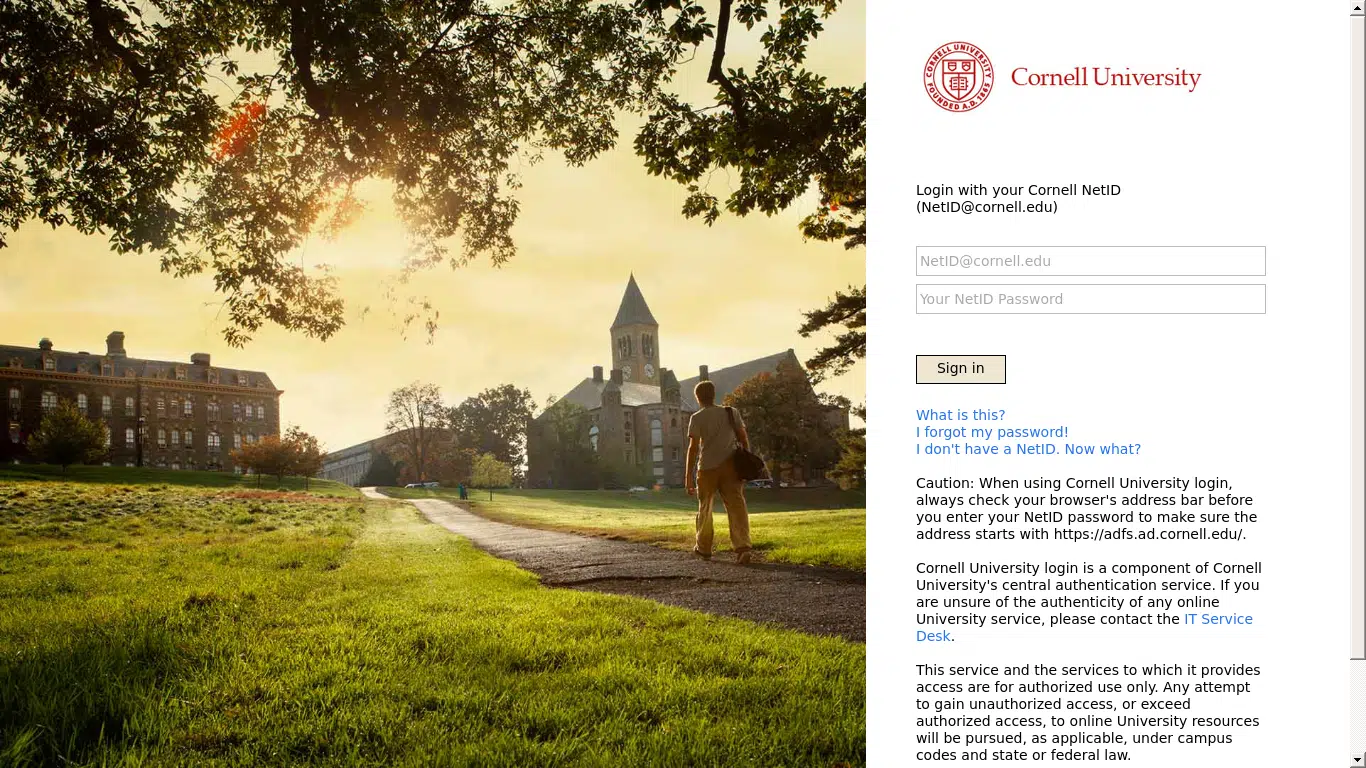 CORNELL UNIVERSITY
FOUNDED A.D. 1865
Cornell University
Login with your Cornell NetID
(NetID@cornell.edu)
NetID@cornell.edu
Your NetID Password
Sign in
What is this?
I forgot my password!
I don't have a NetID. Now what?
Caution: When using Cornell University login,
always check your browser's address bar before
you enter your NetID password to make sure the
address starts with https://adfs.ad.cornell.edu/.
Cornell University login is a component of Cornell
University's central authentication service. If you
are unsure of the authenticity of any online
University service, please contact the IT Service
Desk.
This service and the services to which it provides
access are for authorized use only. Any attempt
to gain unauthorized access, or exceed
authorized access, to online University resources
will be pursued, as applicable, under campus
codes and state or federal law.